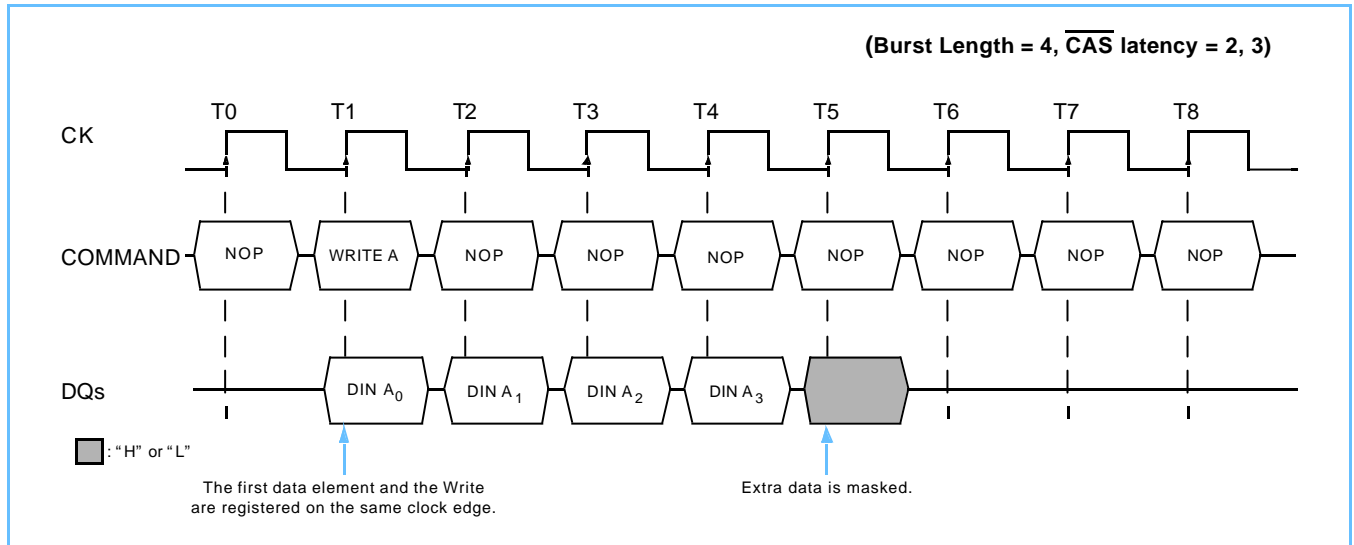 (Burst Length = 4, CAS latency = 2, 3)
T0 T1 T2 T3 T4 T5 T6 T7 T8
CK
COMMAND NOP WRITE A NOP NOP NOP NOP NOP NOP NOP
DQs DIN A0 DIN A1 DIN A2 DIN A3
: “H” or “L”
The first data element and the Write
are registered on the same clock edge.
Extra data is masked.